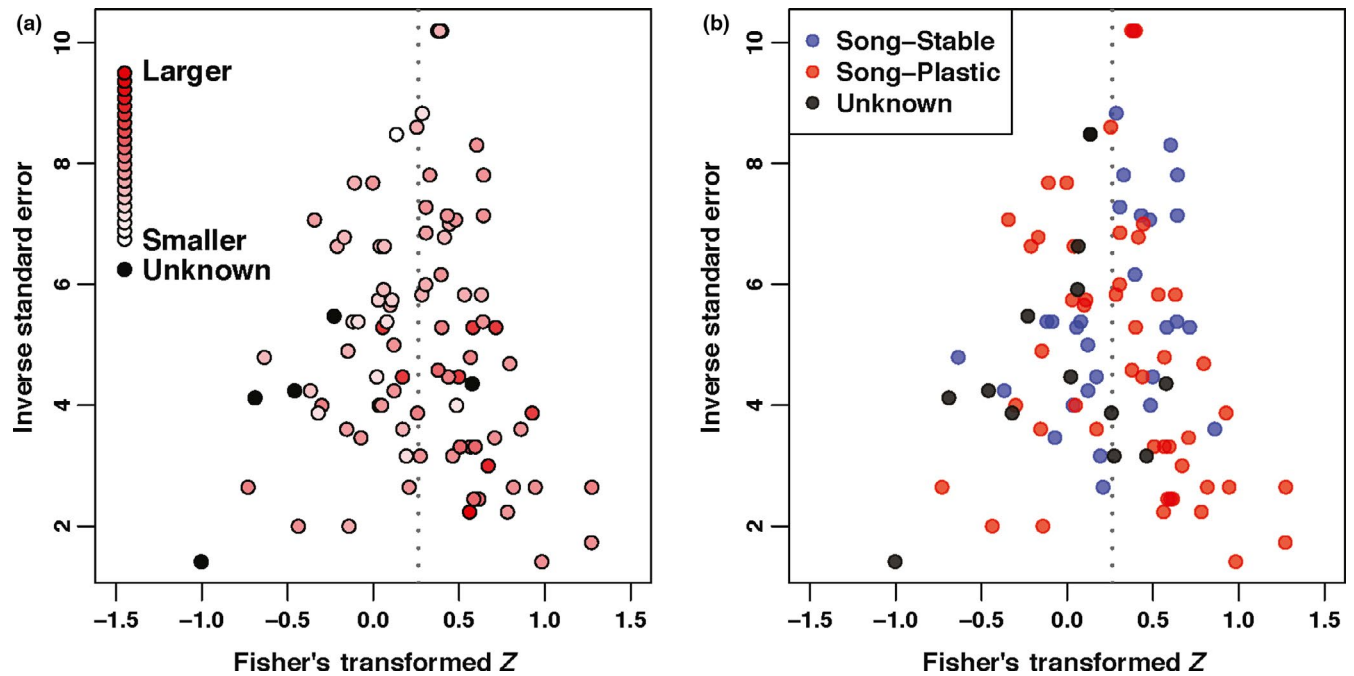 (a)
Larger
Smaller
Unknown
10
8
6
4
2
Inverse standard error
−1.5 −1.0 −0.5 0.0 0.5 1.0 1.5
Fisher's transformed Z
(b)
Song−Stable
Song−Plastic
Unknown
10
8
6
4
2
Inverse standard error
−1.5 −1.0 −0.5 0.0 0.5 1.0 1.5
Fisher's transformed Z